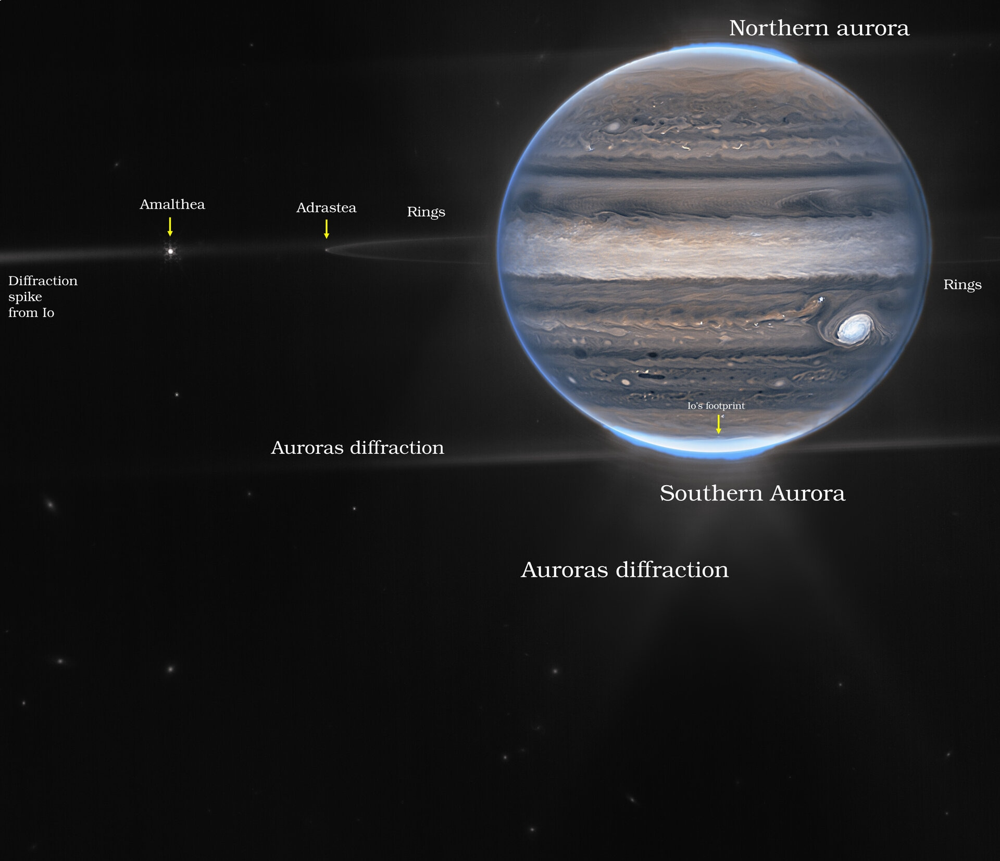 Northern aurora
Amalthea
Adrastea
Rings
Diffraction
spike
from Io
Rings
Io's footprint
Auroras diffraction
Southern Aurora
Auroras diffraction